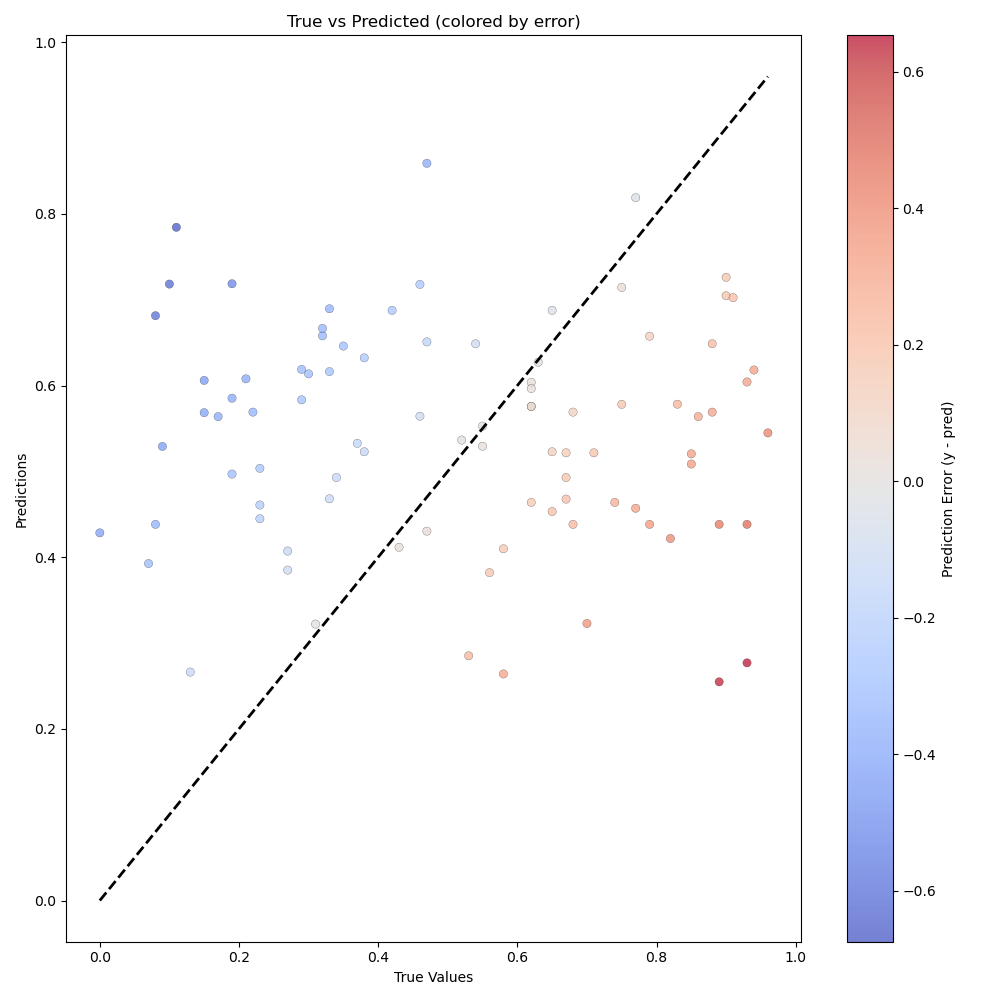 True vs Predicted (colored by error)
1.0
0.8
0.6
0.4
0.2
0.0
Predictions
0.0 0.2 0.4 0.6 0.8 1.0
True Values
0.6
0.4
0.2
0.0
−0.2
−0.4
−0.6
Prediction Error (y - pred)